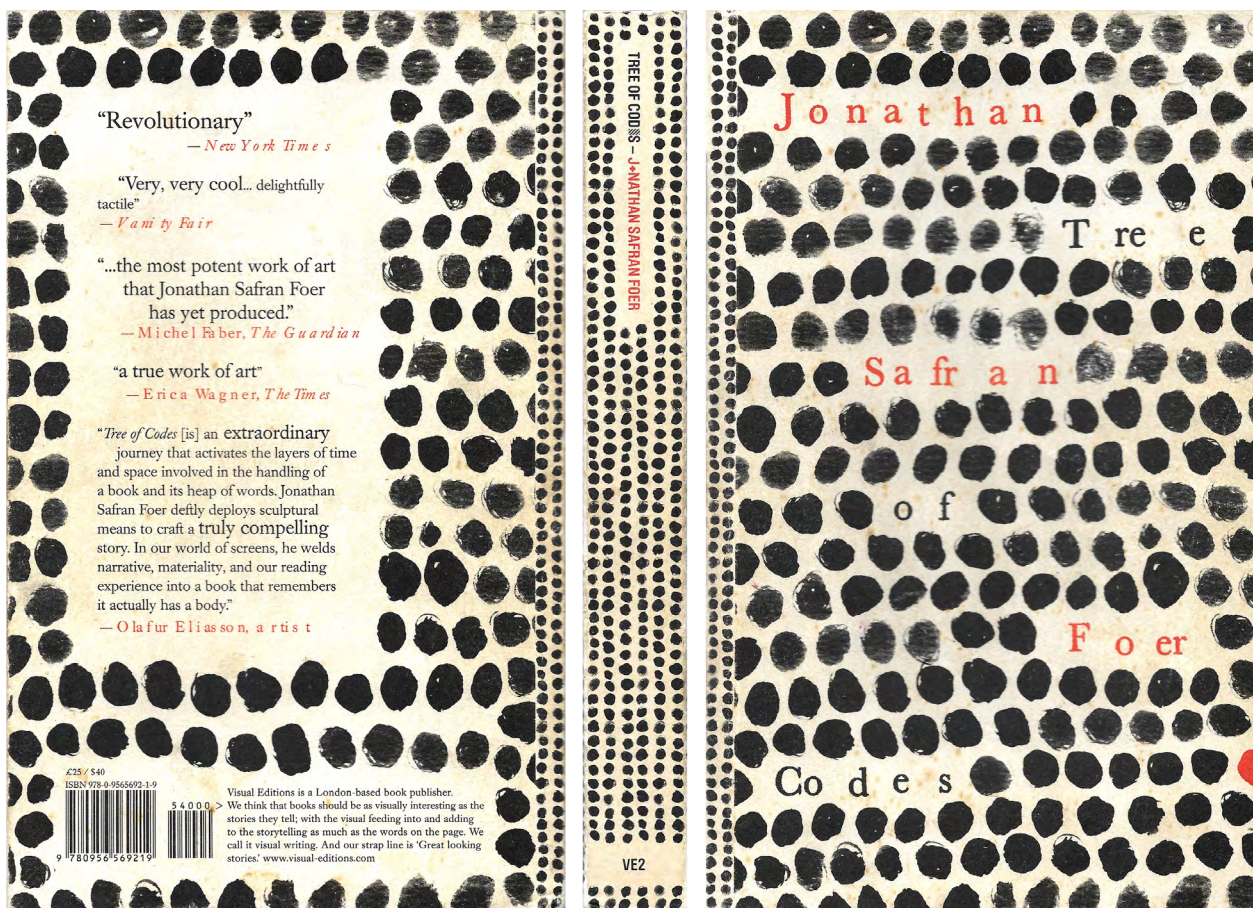 “Revolutionary”
— New York Times
“Very, very cool... delightfully
tactile”
— Vanity Fair
“...the most potent work of art
that Jonathan Safran Foer
has yet produced.”
— Michel Faber, The Guardian
“a true work of art”
— Erica Wagner, The Times
“Tree of Codes [is] an extraordinary
journey that activates the layers of time
and space involved in the handling of
a book and its heap of words. Jonathan
Safran Foer deftly deploys sculptural
means to craft a truly compelling
story. In our world of screens, he welds
narrative, materiality, and our reading
experience into a book that remembers
it actually has a body.”
— Olafur Eliasson, artist
£25 / $40
ISBN 978-0-9565692-1-9
54000 >
9 780956 569219
Visual Editions is a London-based book publisher.
We think that books should be as visually interesting as the
stories they tell; with the visual feeding into and adding
to the storytelling as much as the words on the page. We
call it visual writing. And our strap line is ‘Great looking
stories.’ www.visual-editions.com
TREE OF CODES – JONATHAN SAFRAN FOER
VE2
Jonathan
Tree
Safran
of
Foer
Codes